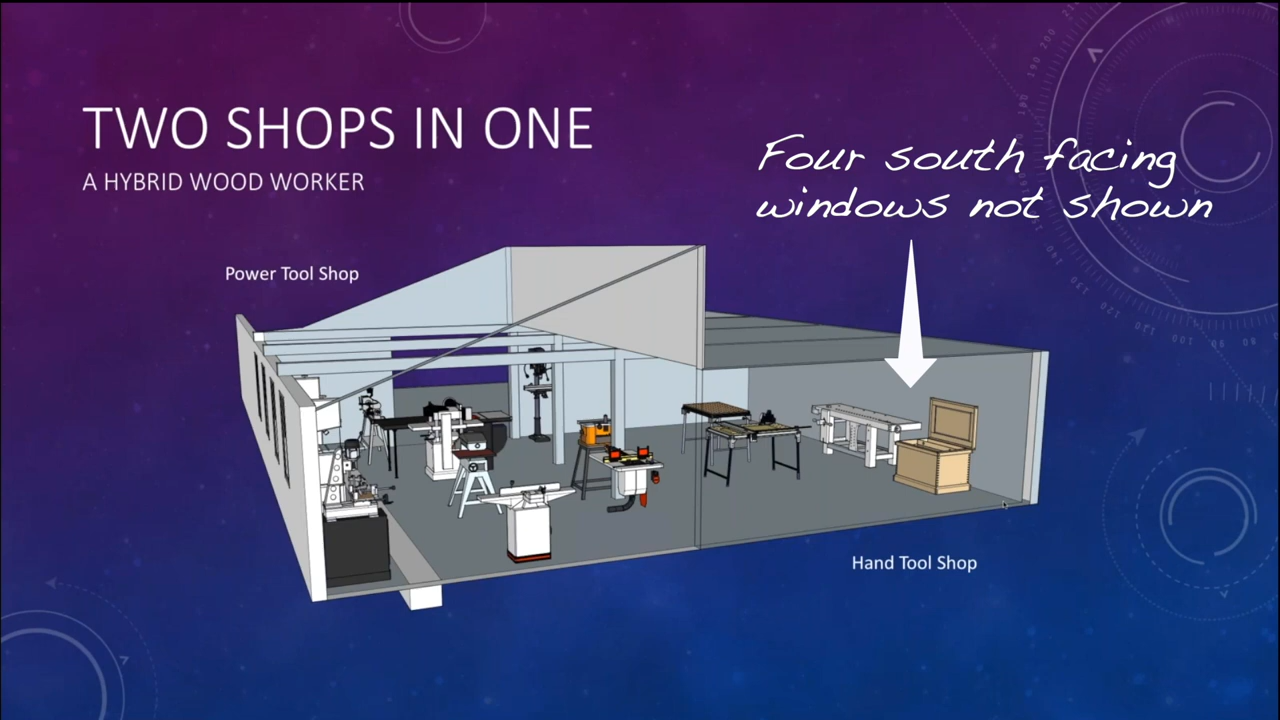 TWO SHOPS IN ONE
A HYBRID WOOD WORKER
Four south facing
windows not shown
Power Tool Shop
Hand Tool Shop